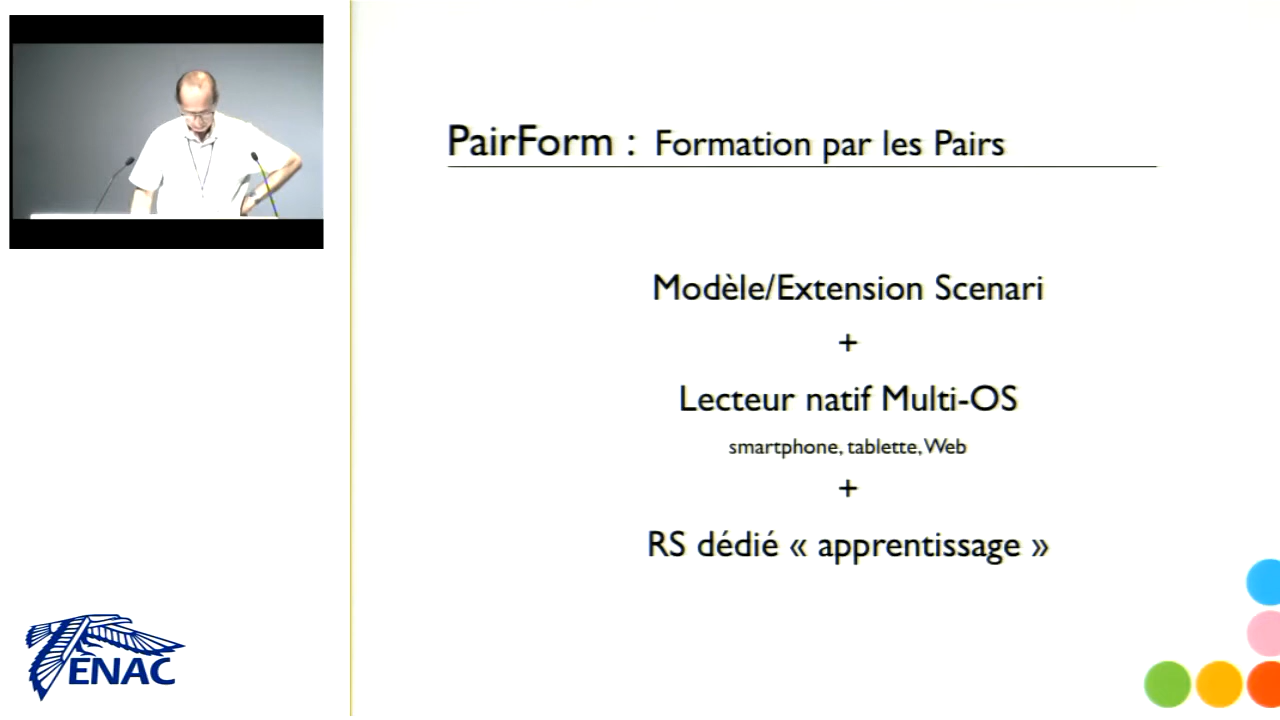 PairForm : Formation par les Pairs
Modèle/Extension Scenari
+
Lecteur natif Multi-OS
smartphone, tablette, Web
+
RS dédié « apprentissage »
ENAC